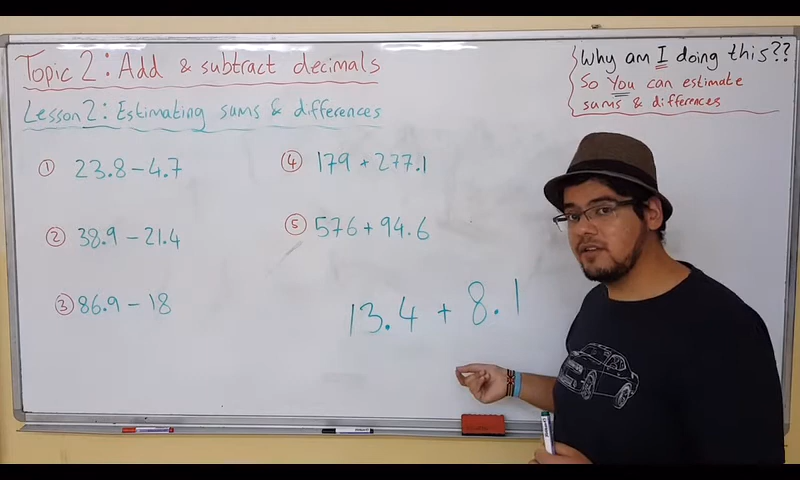 Topic 2: Add & subtract decimals
Lesson 2: Estimating sums & differences
Why am I doing this??
So You can estimate
sums & differences
① 23.8 - 4.7
② 38.9 - 21.4
③ 86.9 - 18
④ 179 + 277.1
⑤ 576 + 94.6
13.4 + 8.1